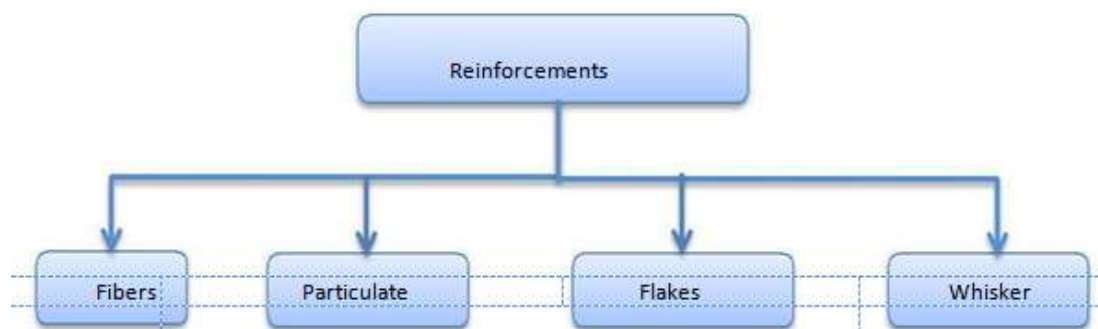 Reinforcements
Fibers
Particulate
Flakes
Whisker